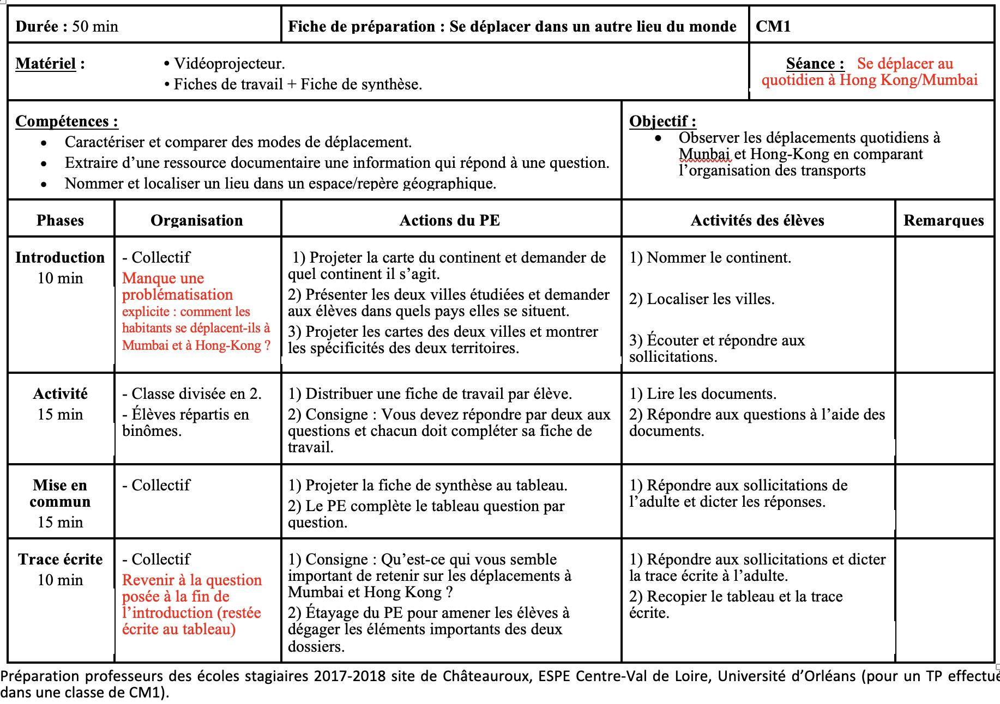 Durée : 50 min
Fiche de préparation : Se déplacer dans un autre lieu du monde
CM1
Matériel :
• Vidéoprojecteur.
• Fiches de travail + Fiche de synthèse.
Séance : Se déplacer au
quotidien à Hong Kong/Mumbai
Compétences :
• Caractériser et comparer des modes de déplacement.
• Extraire d’une ressource documentaire une information qui répond à une question.
• Nommer et localiser un lieu dans un espace/repère géographique.
Objectif :
• Observer les déplacements quotidiens à
Munbai et Hong-Kong en comparant
l’organisation des transports
Phases
Organisation
Actions du PE
Activités des élèves
Remarques
Introduction
10 min
- Collectif
Manque une
problématisation
explicite : comment les
habitants se déplacent-ils à
Mumbai et à Hong-Kong ?
1) Projeter la carte du continent et demander de
quel continent il s’agit.
2) Présenter les deux villes étudiées et demander
aux élèves dans quels pays elles se situent.
3) Projeter les cartes des deux villes et montrer
les spécificités des deux territoires.
1) Nommer le continent.
2) Localiser les villes.
3) Écouter et répondre aux
sollicitations.
Activité
15 min
- Classe divisée en 2.
- Élèves répartis en
binômes.
1) Distribuer une fiche de travail par élève.
2) Consigne : Vous devez répondre par deux aux
questions et chacun doit compléter sa fiche de
travail.
1) Lire les documents.
2) Répondre aux questions à l’aide des
documents.
Mise en
commun
15 min
- Collectif
1) Projeter la fiche de synthèse au tableau.
2) Le PE complète le tableau question par
question.
1) Répondre aux sollicitations de
l’adulte et dicter les réponses.
Trace écrite
10 min
- Collectif
Revenir à la question
posée à la fin de
l’introduction (restée
écrite au tableau)
1) Consigne : Qu’est-ce qui vous semble
important de retenir sur les déplacements à
Mumbai et Hong Kong ?
2) Étayage du PE pour amener les élèves à
dégager les éléments importants des deux
dossiers.
1) Répondre aux sollicitations et dicter
la trace écrite à l’adulte.
2) Recopier le tableau et la trace
écrite.
Préparation professeurs des écoles stagiaires 2017-2018 site de Châteauroux, ESPE Centre-Val de Loire, Université d’Orléans (pour un TP effectué
dans une classe de CM1).